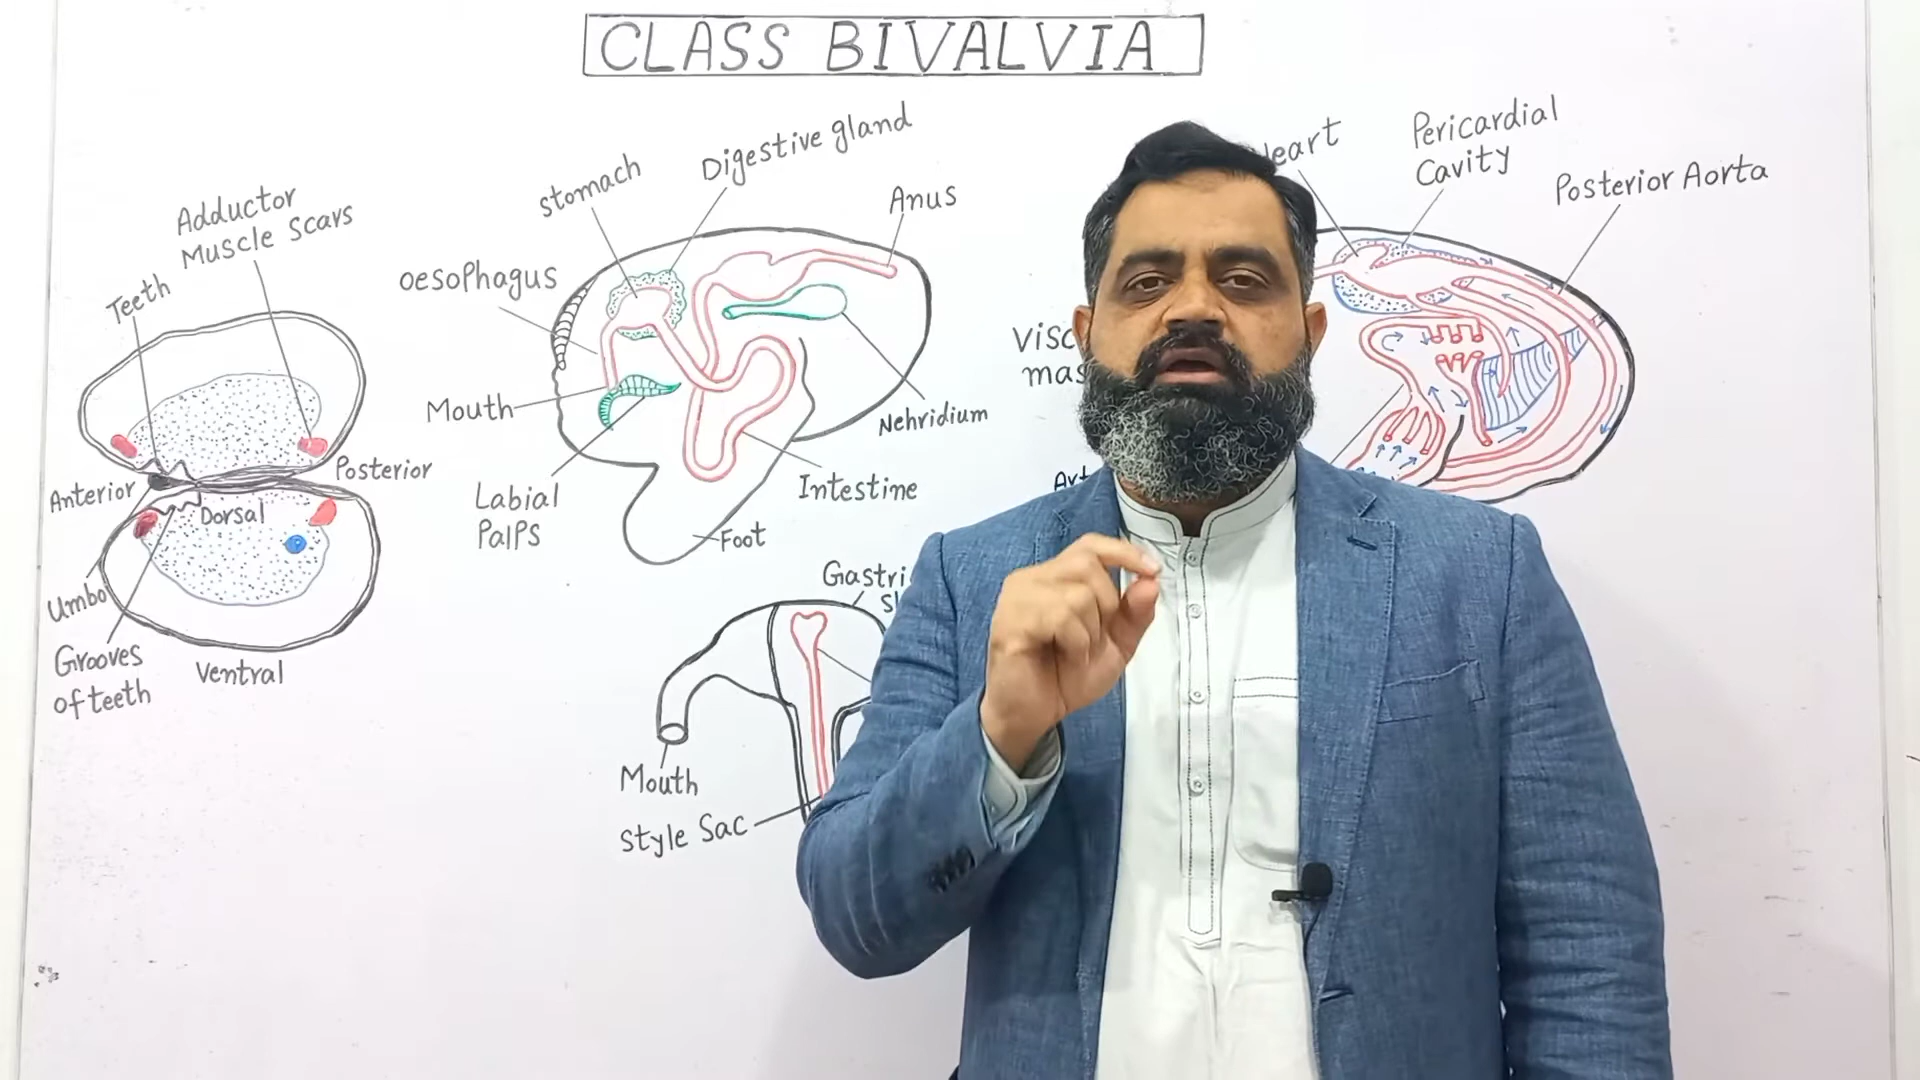 CLASS BIVALVIA
Adductor
Muscle Scars
Teeth
Anterior
Posterior
Dorsal
Umbo
Grooves
of teeth
Ventral
Stomach
Digestive gland
Anus
Oesophagus
Mouth
Labial
Palps
Nehridium
Intestine
Foot
Mouth
Style Sac
Heart
Pericardial
Cavity
Posterior Aorta